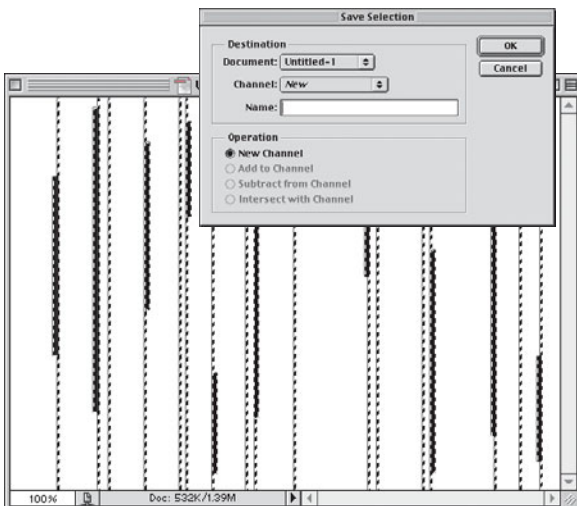 Save Selection
Destination
Document: Untitled-1
Channel: New
Name:
OK
Cancel
Operation
New Channel
Add to Channel
Subtract from Channel
Intersect with Channel
100%
Doc: 532K/1.39M